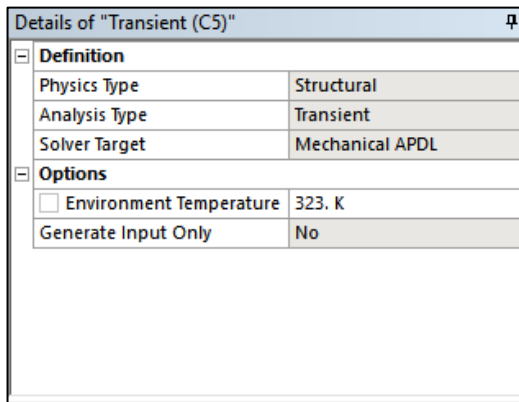 Details of "Transient (C5)"
Definition
Physics Type Structural
Analysis Type Transient
Solver Target Mechanical APDL
Options
Environment Temperature 323. K
Generate Input Only No